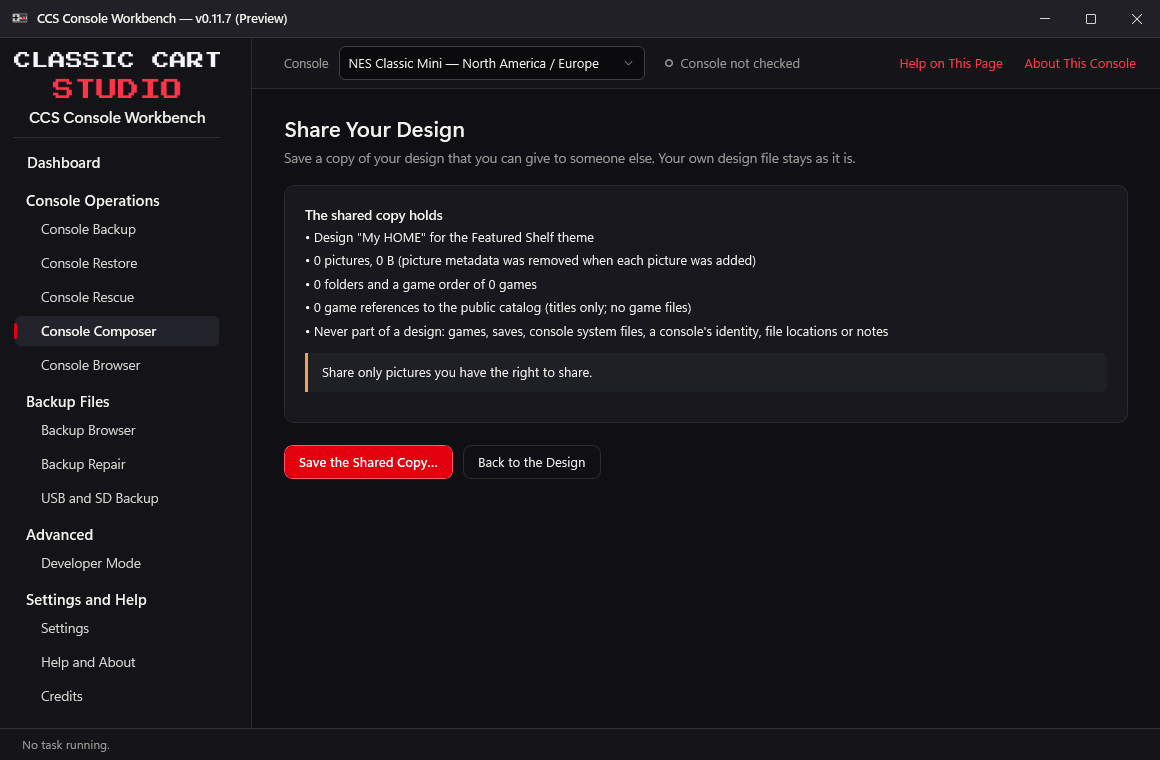 CCS Console Workbench — v0.11.7 (Preview)
CLASSIC CART
STUDIO
CCS Console Workbench
Dashboard
Console Operations
Console Backup
Console Restore
Console Rescue
Console Composer
Console Browser
Backup Files
Backup Browser
Backup Repair
USB and SD Backup
Advanced
Developer Mode
Settings and Help
Settings
Help and About
Credits
Console
NES Classic Mini — North America / Europe
Console not checked
Help on This Page
About This Console
Share Your Design
Save a copy of your design that you can give to someone else. Your own design file stays as it is.
The shared copy holds
• Design "My HOME" for the Featured Shelf theme
• 0 pictures, 0 B (picture metadata was removed when each picture was added)
• 0 folders and a game order of 0 games
• 0 game references to the public catalog (titles only; no game files)
• Never part of a design: games, saves, console system files, a console's identity, file locations or notes
Share only pictures you have the right to share.
Save the Shared Copy...
Back to the Design
No task running.